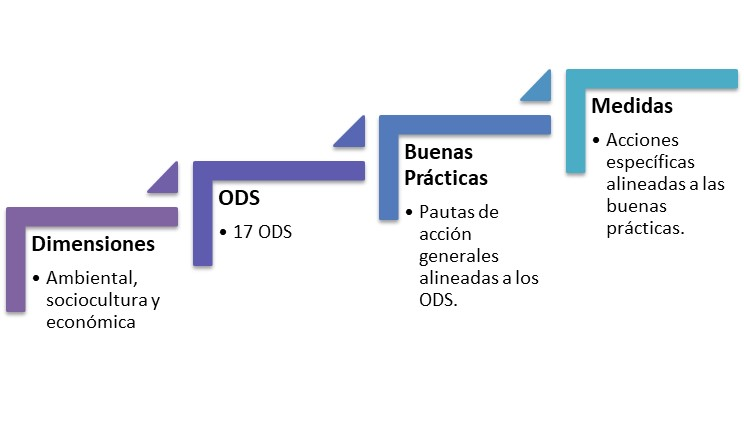 Dimensiones
• Ambiental,
sociocultura y
económica
ODS
• 17 ODS
Buenas
Prácticas
• Pautas de
acción
generales
alineadas a los
ODS.
Medidas
• Acciones
específicas
alineadas a las
buenas
prácticas.